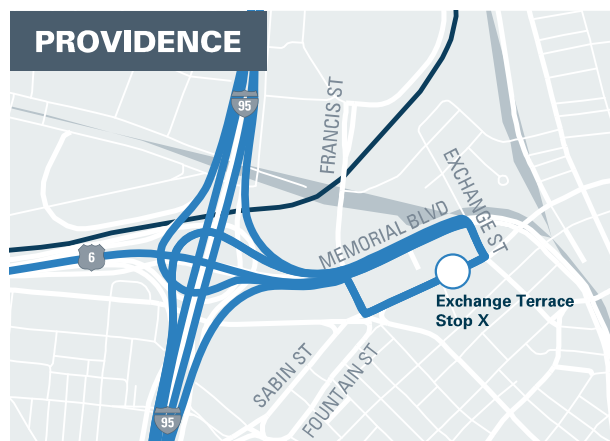 PROVIDENCE
95
FRANCIS ST
EXCHANGE ST
MEMORIAL BLVD
6
Exchange Terrace
Stop X
SABIN ST
FOUNTAIN ST
95